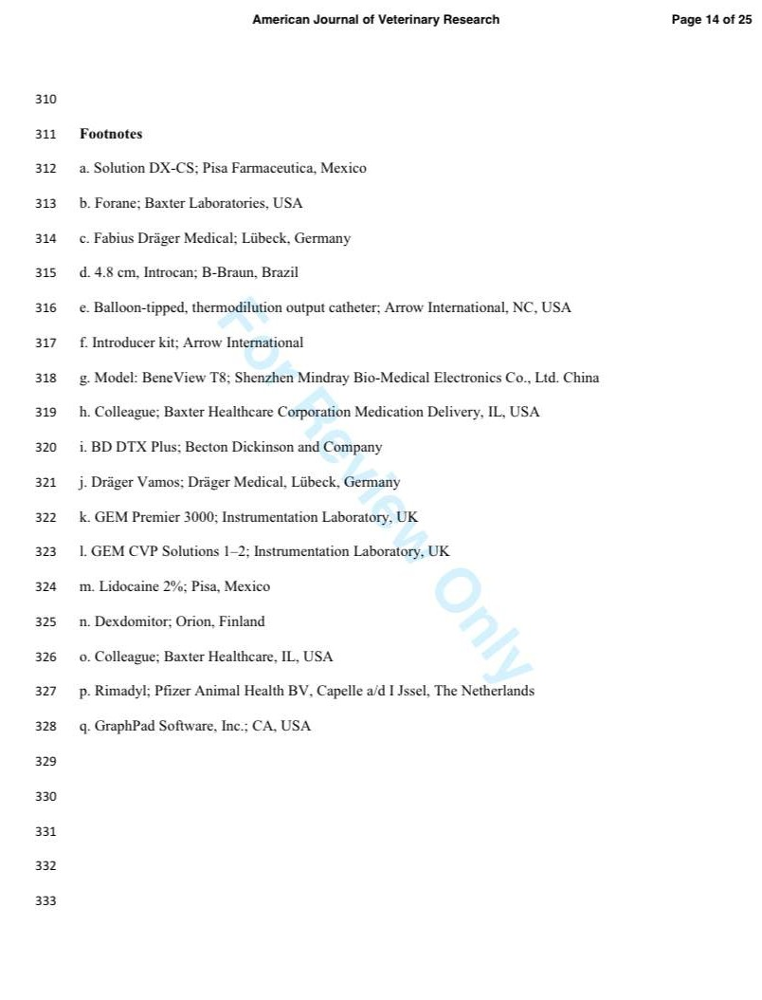 American Journal of Veterinary Research Page 14 of 25
310
311 Footnotes
312 a. Solution DX-CS; Pisa Farmaceutica, Mexico
313 b. Forane; Baxter Laboratories, USA
314 c. Fabius Dräger Medical; Lübeck, Germany
315 d. 4.8 cm, Introcan; B-Braun, Brazil
316 e. Balloon-tipped, thermodilution output catheter; Arrow International, NC, USA
317 f. Introducer kit; Arrow International
318 g. Model: BeneView T8; Shenzhen Mindray Bio-Medical Electronics Co., Ltd. China
319 h. Colleague; Baxter Healthcare Corporation Medication Delivery, IL, USA
320 i. BD DTX Plus; Becton Dickinson and Company
321 j. Dräger Vamos; Dräger Medical, Lübeck, Germany
322 k. GEM Premier 3000; Instrumentation Laboratory, UK
323 l. GEM CVP Solutions 1–2; Instrumentation Laboratory, UK
324 m. Lidocaine 2%; Pisa, Mexico
325 n. Dexdomitor; Orion, Finland
326 o. Colleague; Baxter Healthcare, IL, USA
327 p. Rimadyl; Pfizer Animal Health BV, Capelle a/d I Jssel, The Netherlands
328 q. GraphPad Software, Inc.; CA, USA
329
330
331
332
333
For Review Only